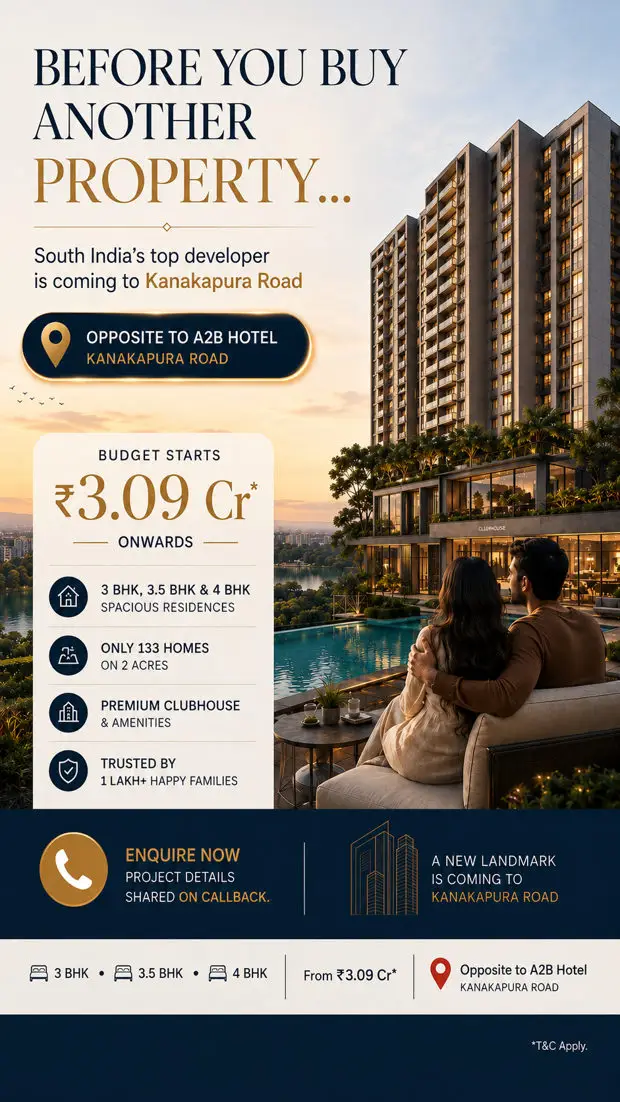 BEFORE YOU BUY
ANOTHER
PROPERTY...
South India's top developer
is coming to Kanakapura Road
OPPOSITE TO A2B HOTEL
KANAKAPURA ROAD
BUDGET STARTS
₹3.09 Cr*
ONWARDS
3 BHK, 3.5 BHK & 4 BHK
SPACIOUS RESIDENCES
ONLY 133 HOMES
ON 2 ACRES
PREMIUM CLUBHOUSE
& AMENITIES
TRUSTED BY
1 LAKH+ HAPPY FAMILIES
CLUBHOUSE
ENQUIRE NOW
PROJECT DETAILS
SHARED ON CALLBACK.
A NEW LANDMARK
IS COMING TO
KANAKAPURA ROAD
3 BHK • 3.5 BHK • 4 BHK
From ₹3.09 Cr*
Opposite to A2B Hotel
KANAKAPURA ROAD
*T&C Apply.